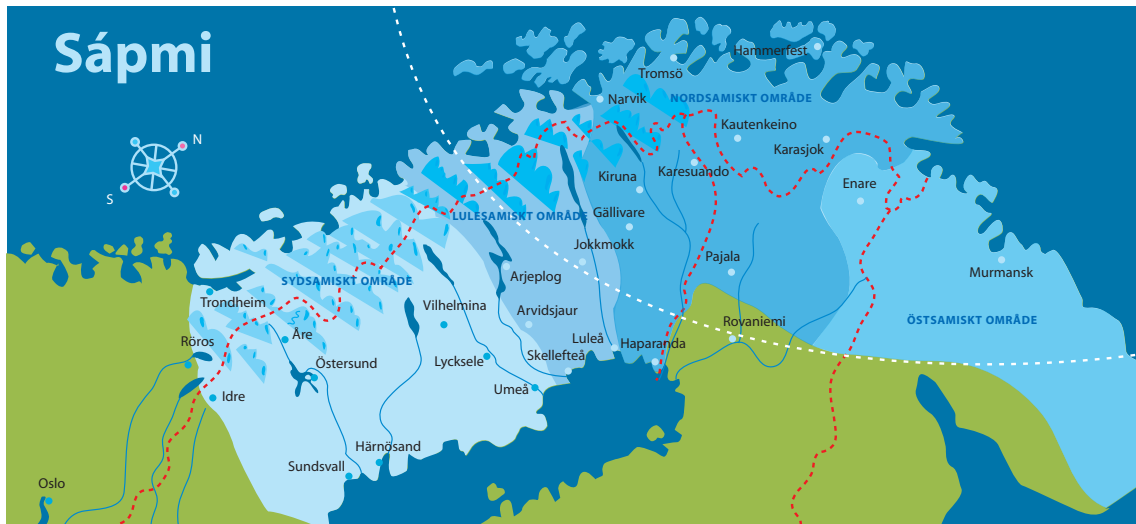 Sápmi
N
S
Hammerfest
Tromsö
Narvik
NORDSAMISKT OMRÅDE
Kautenkeino
Karasjok
Kiruna
Karesuando
Enare
LULESAMISKT OMRÅDE
Gällivare
Jokkmokk
Pajala
Murmansk
Arjeplog
SYDSAMISKT OMRÅDE
Trondheim
Vilhelmina
Arvidsjaur
Rovaniemi
ÖSTSAMISKT OMRÅDE
Röros
Åre
Luleå
Haparanda
Östersund
Lycksele
Skellefteå
Idre
Umeå
Härnösand
Sundsvall
Oslo